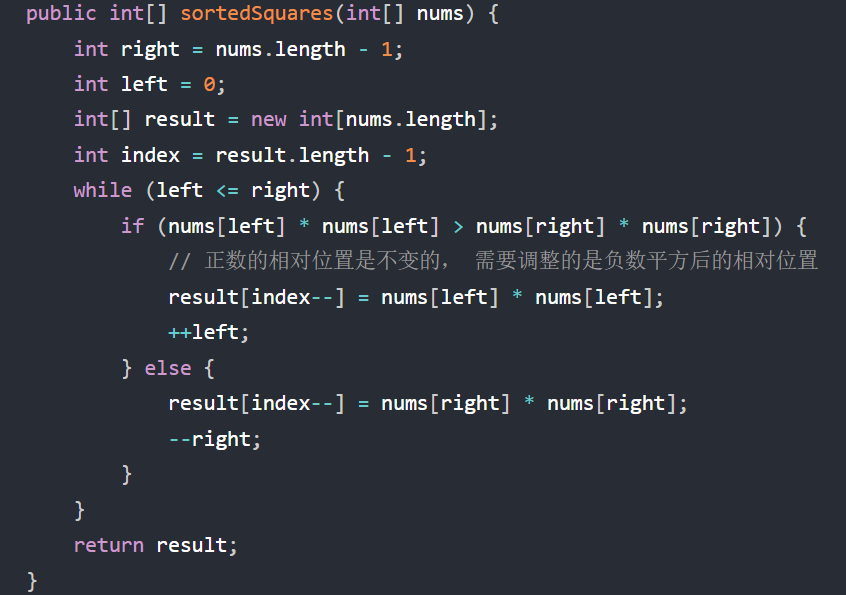 public int[] sortedSquares(int[] nums) {
    int right = nums.length - 1;
    int left = 0;
    int[] result = new int[nums.length];
    int index = result.length - 1;
    while (left <= right) {
        if (nums[left] * nums[left] > nums[right] * nums[right]) {
            // 正数的相对位置是不变的， 需要调整的是负数平方后的相对位置
            result[index--] = nums[left] * nums[left];
            ++left;
        } else {
            result[index--] = nums[right] * nums[right];
            --right;
        }
    }
    return result;
}